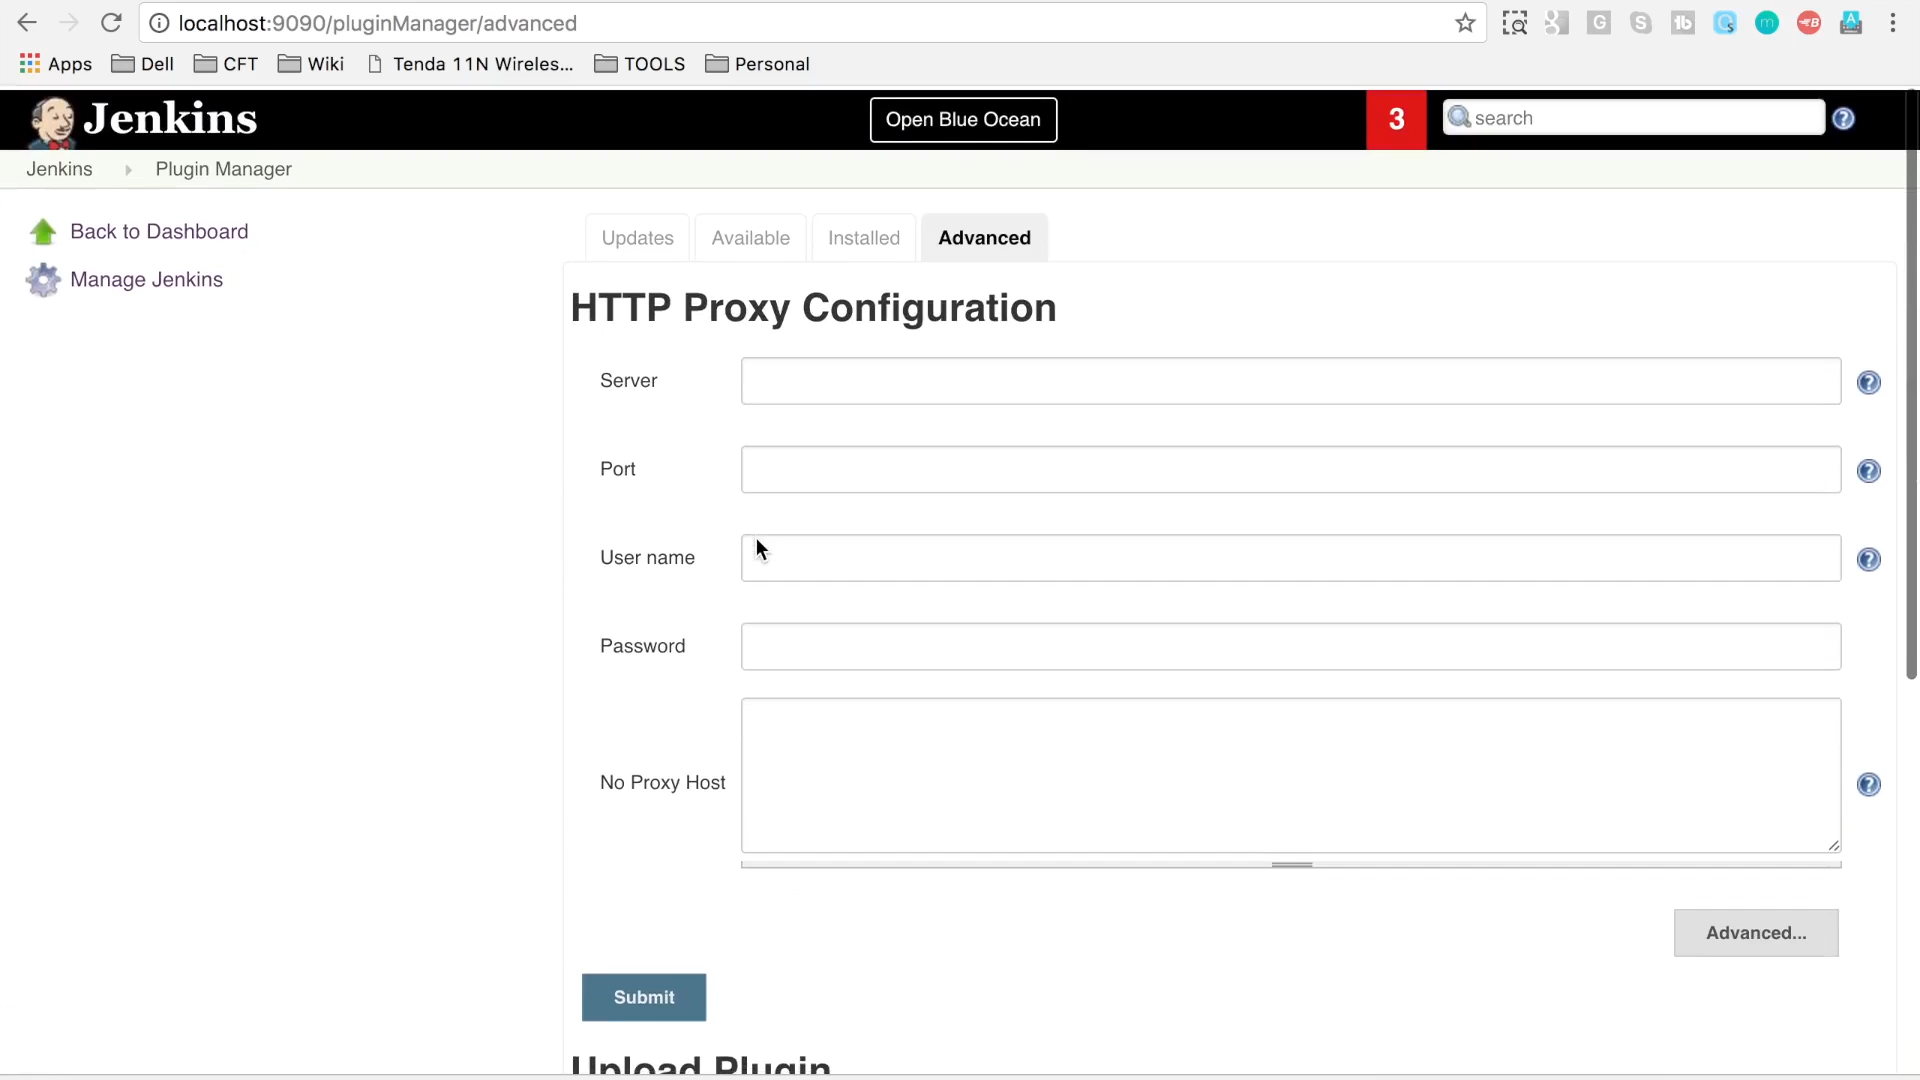 localhost:9090/pluginManager/advanced
Apps Dell CFT Wiki Tenda 11N Wireles... TOOLS Personal
Jenkins Open Blue Ocean 3 search
Jenkins Plugin Manager
Back to Dashboard
Manage Jenkins
Updates Available Installed Advanced
HTTP Proxy Configuration
Server
Port
User name
Password
No Proxy Host
Advanced...
Submit
Upload Plugin